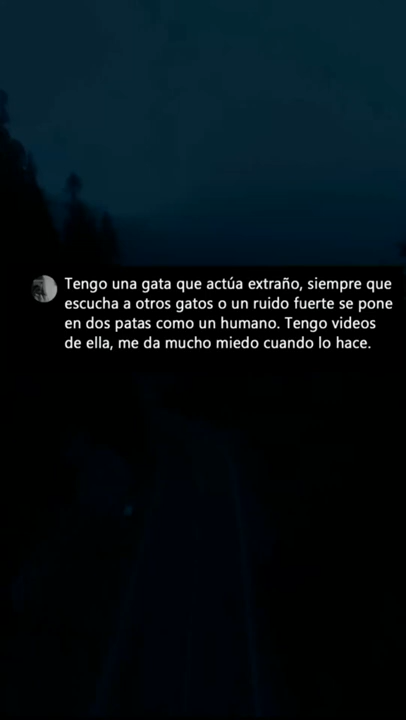 Tengo una gata que actúa extraño, siempre que
escucha a otros gatos o un ruido fuerte se pone
en dos patas como un humano. Tengo videos
de ella, me da mucho miedo cuando lo hace.